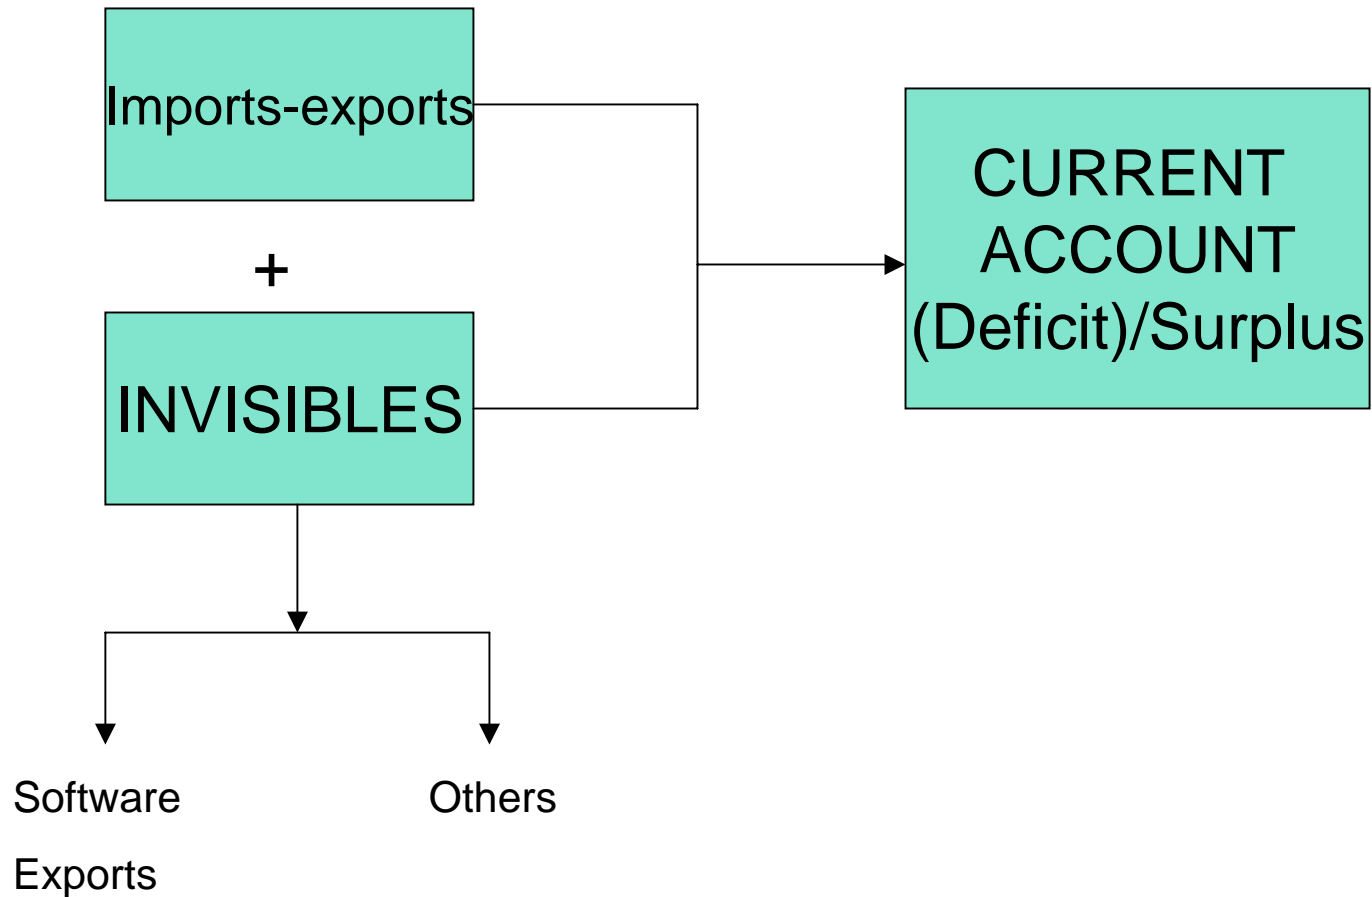 Imports-exports
+
INVISIBLES
CURRENT
ACCOUNT
(Deficit)/Surplus
Software
Exports
Others